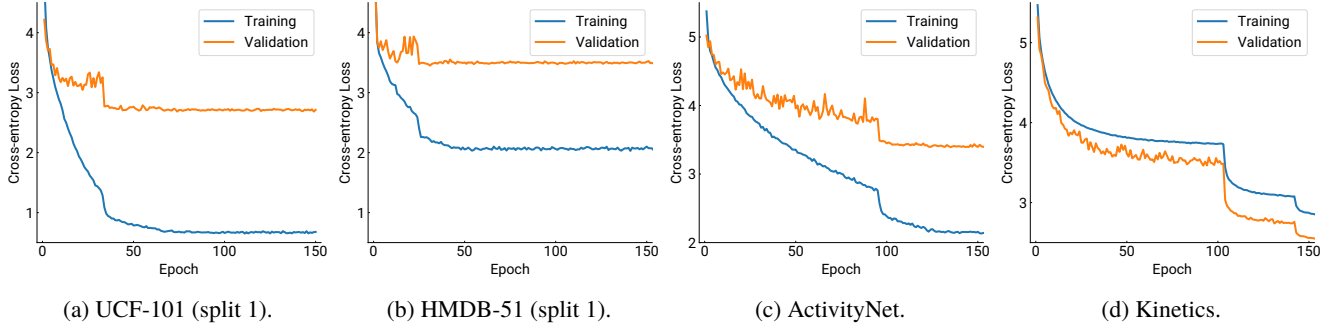 4
3
2
1
0
50
100
150
Epoch
Cross-entropy Loss
Training
Validation
(a) UCF-101 (split 1).
4
3
2
1
0
50
100
150
Epoch
Cross-entropy Loss
Training
Validation
(b) HMDB-51 (split 1).
5
4
3
2
0
50
100
150
Epoch
Cross-entropy Loss
Training
Validation
(c) ActivityNet.
5
4
3
0
50
100
150
Epoch
Cross-entropy Loss
Training
Validation
(d) Kinetics.